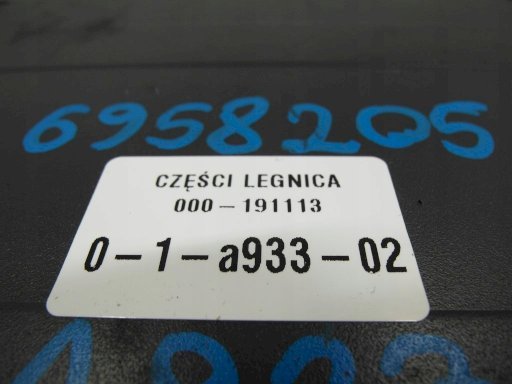 6958205
CZĘŚCI LEGNICA
000-191113
0-1-a933-02